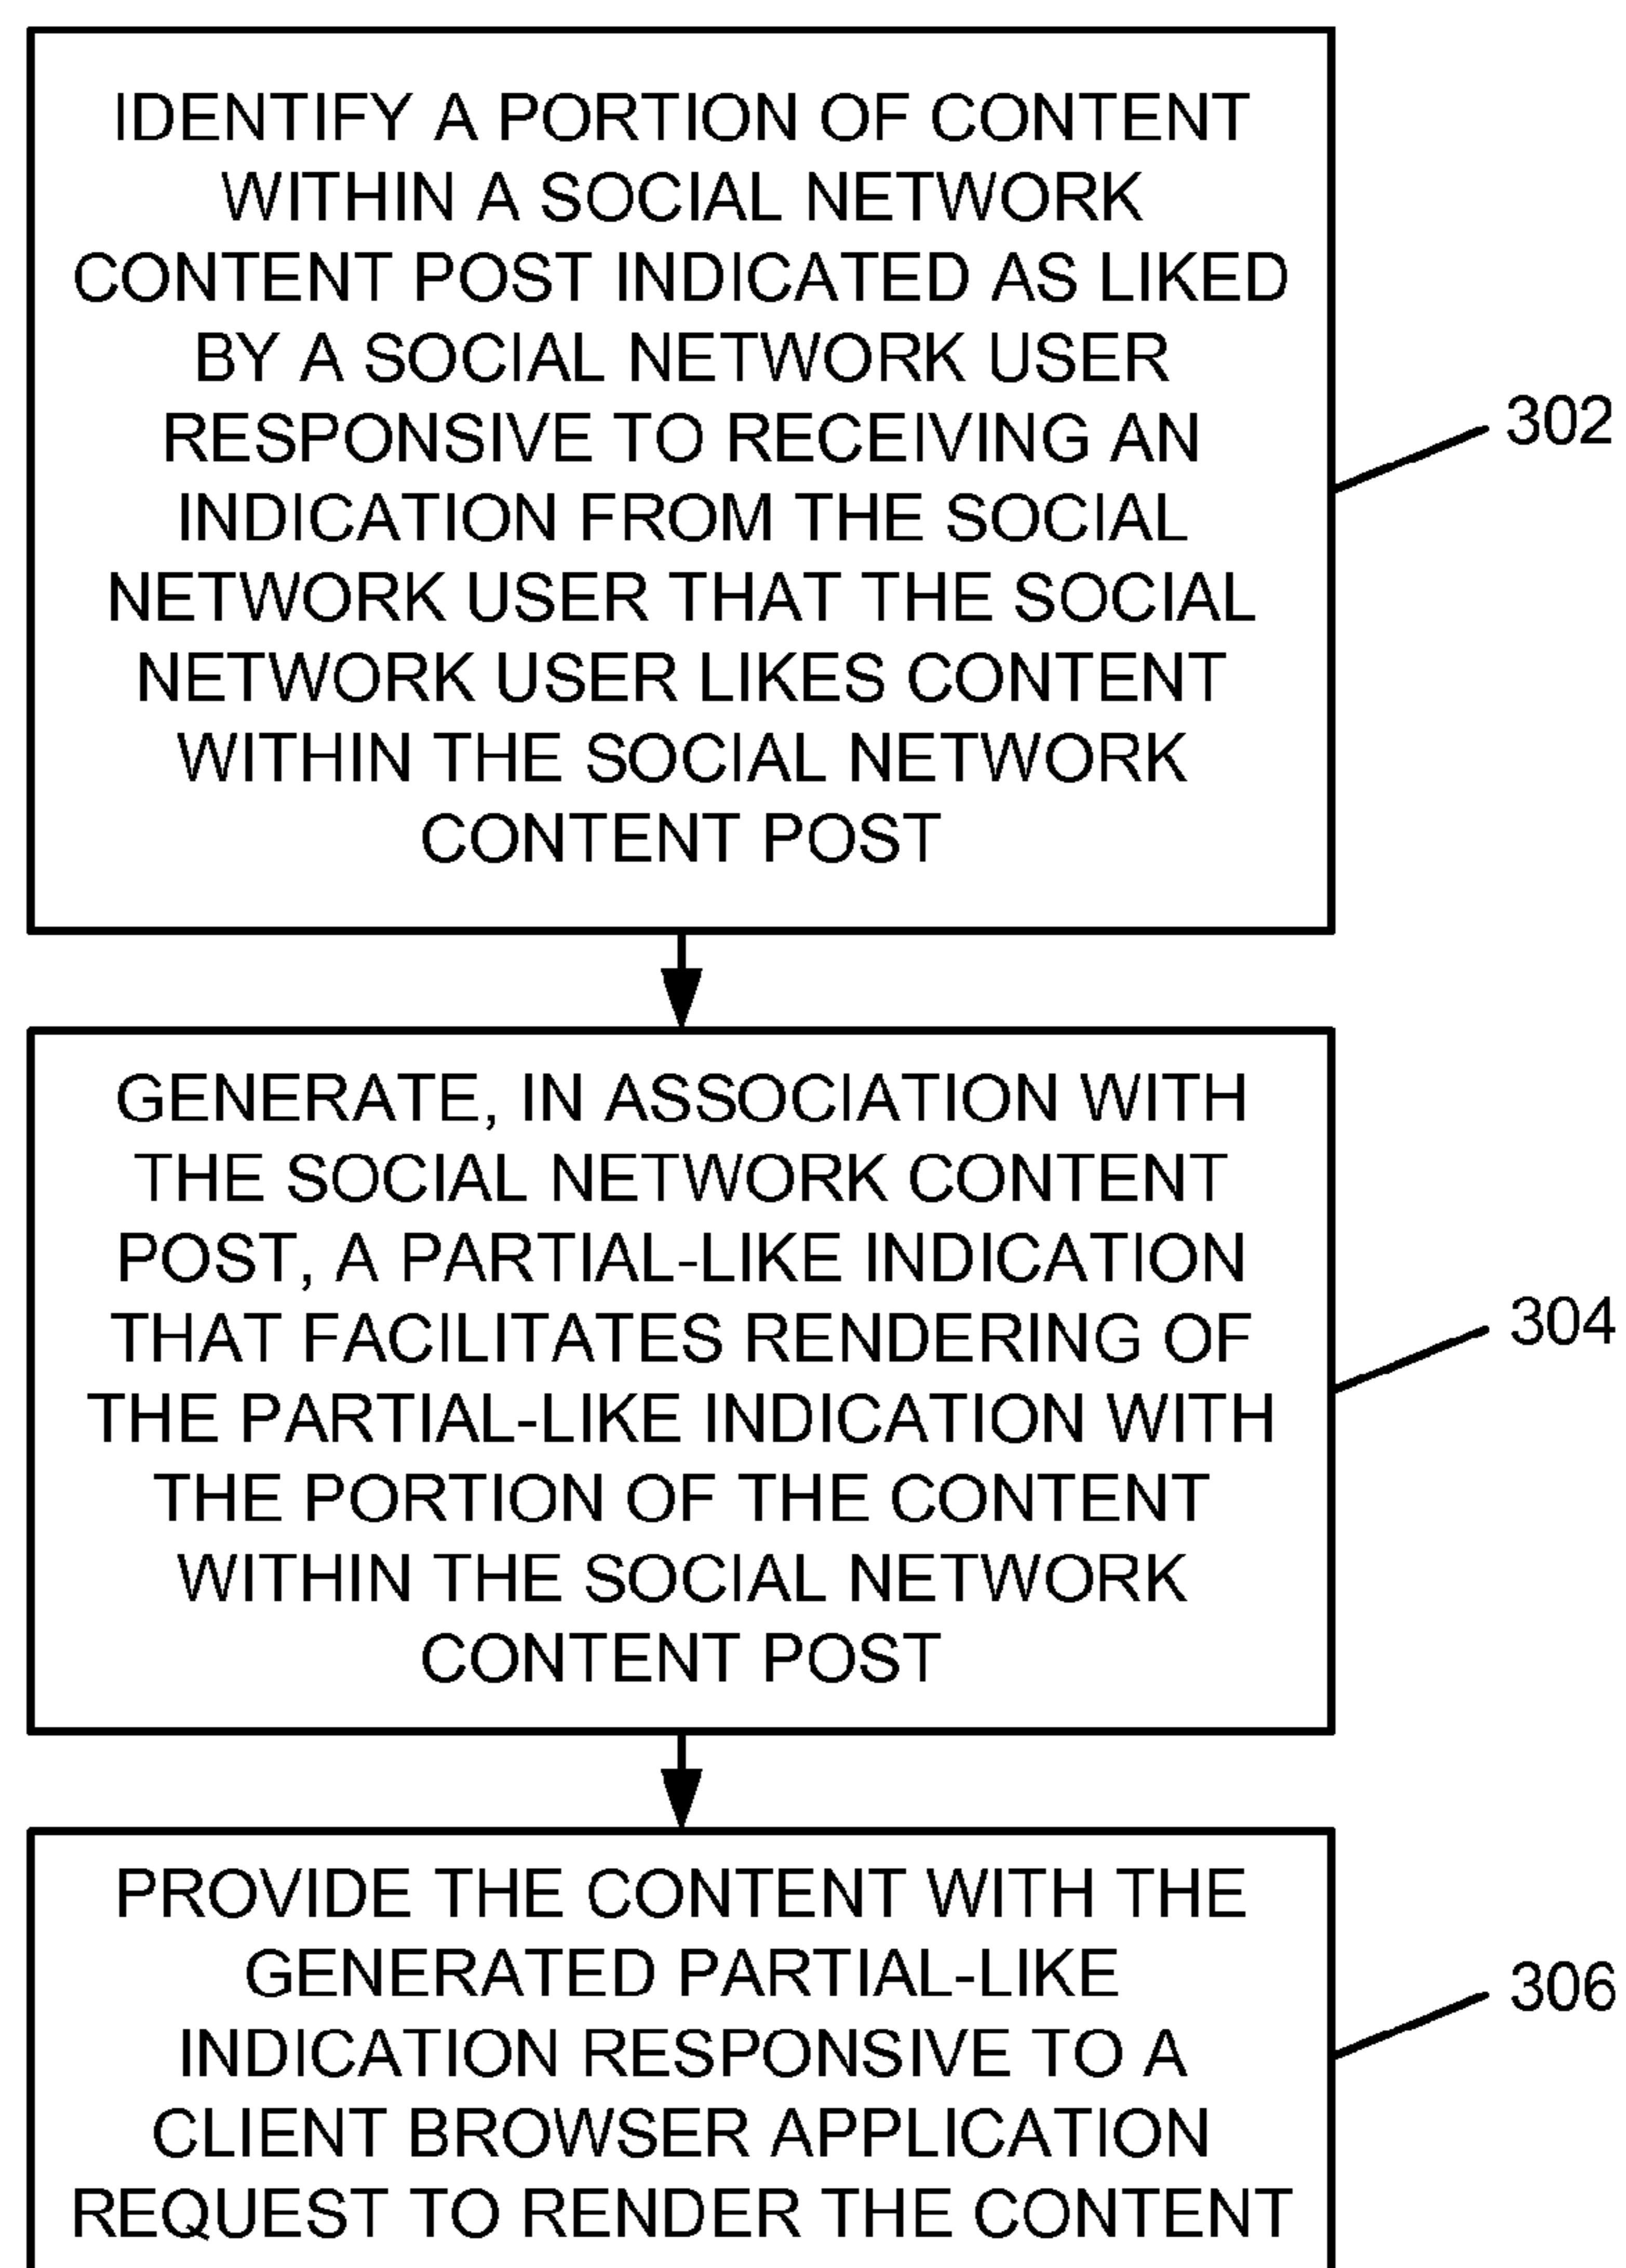 IDENTIFY A PORTION OF CONTENT
WITHIN A SOCIAL NETWORK
CONTENT POST INDICATED AS LIKED
BY A SOCIAL NETWORK USER
RESPONSIVE TO RECEIVING AN
INDICATION FROM THE SOCIAL
NETWORK USER THAT THE SOCIAL
NETWORK USER LIKES CONTENT
WITHIN THE SOCIAL NETWORK
CONTENT POST
302
GENERATE, IN ASSOCIATION WITH
THE SOCIAL NETWORK CONTENT
POST, A PARTIAL-LIKE INDICATION
THAT FACILITATES RENDERING OF
THE PARTIAL-LIKE INDICATION WITH
THE PORTION OF THE CONTENT
WITHIN THE SOCIAL NETWORK
CONTENT POST
304
PROVIDE THE CONTENT WITH THE
GENERATED PARTIAL-LIKE
INDICATION RESPONSIVE TO A
CLIENT BROWSER APPLICATION
REQUEST TO RENDER THE CONTENT
306